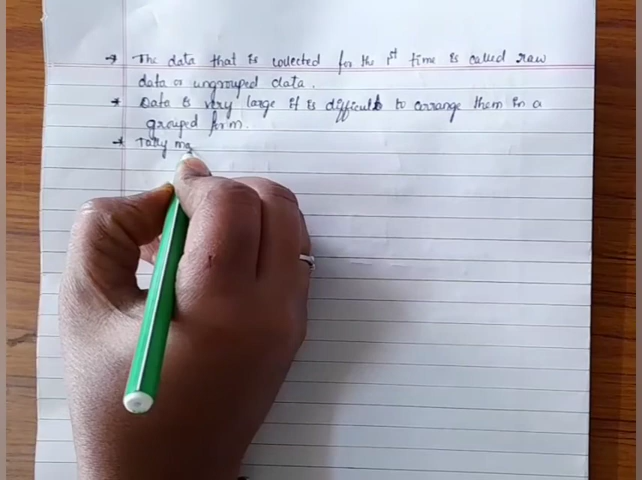 → The data that is collected for the 1st time is called raw
data or ungrouped data.
* Data is very large it is difficult to arrange them in a
grouped form.
* Tally ma